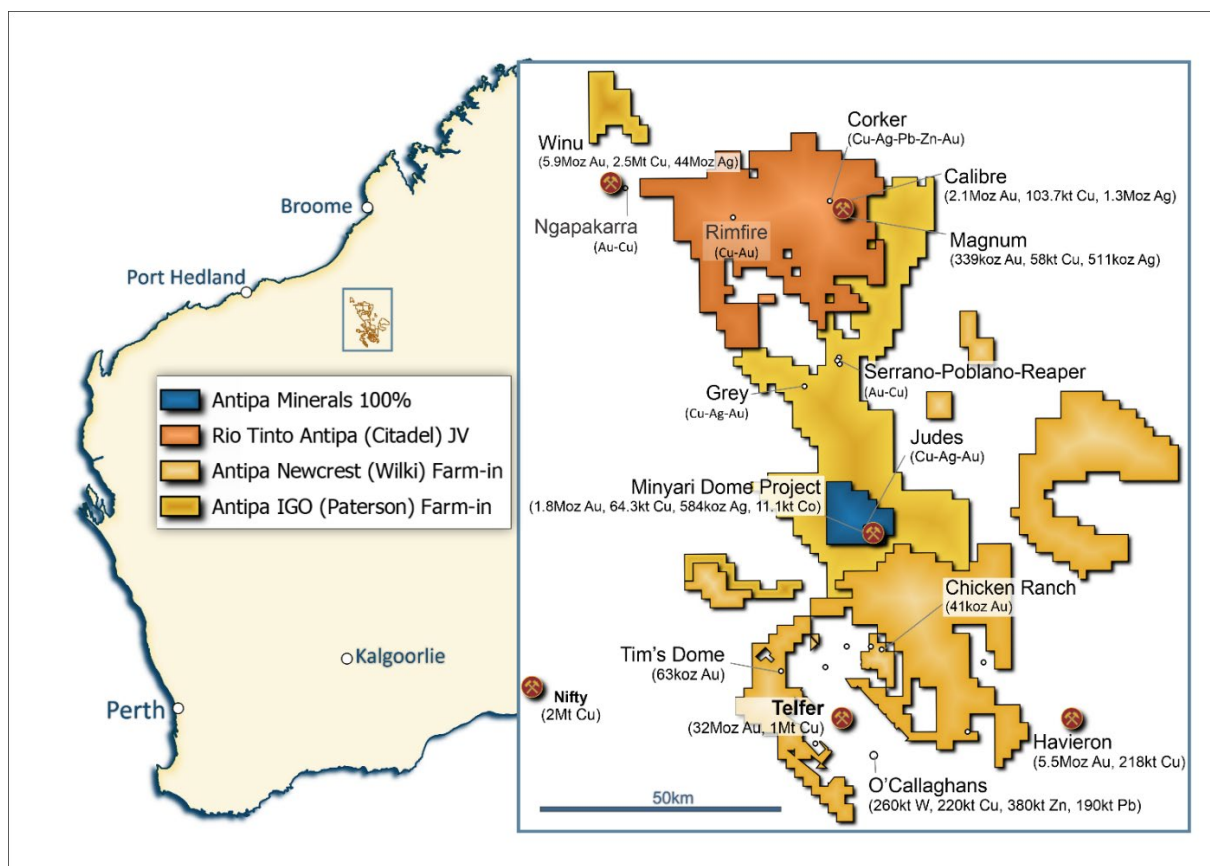 Broome
Port Hedland
Kalgoorlie
Perth
Antipa Minerals 100%
Rio Tinto Antipa (Citadel) JV
Antipa Newcrest (Wilki) Farm-in
Antipa IGO (Paterson) Farm-in
Winu
(5.9Moz Au, 2.5Mt Cu, 44Moz Ag)
Ngapakarra
(Au-Cu)
Rimfire
(Cu-Au)
Corker
(Cu-Ag-Pb-Zn-Au)
Calibre
(2.1Moz Au, 103.7kt Cu, 1.3Moz Ag)
Magnum
(339koz Au, 58kt Cu, 511koz Ag)
Serrano-Poblano-Reaper
(Au-Cu)
Grey
(Cu-Ag-Au)
Judes
(Cu-Ag-Au)
Minyari Dome Project
(1.8Moz Au, 64.3kt Cu, 584koz Ag, 11.1kt Co)
Chicken Ranch
(41koz Au)
Tim's Dome
(63koz Au)
Nifty
(2Mt Cu)
Telfer
(32Moz Au, 1Mt Cu)
Havieron
(5.5Moz Au, 218kt Cu)
O'Callaghans
(260kt W, 220kt Cu, 380kt Zn, 190kt Pb)
50km